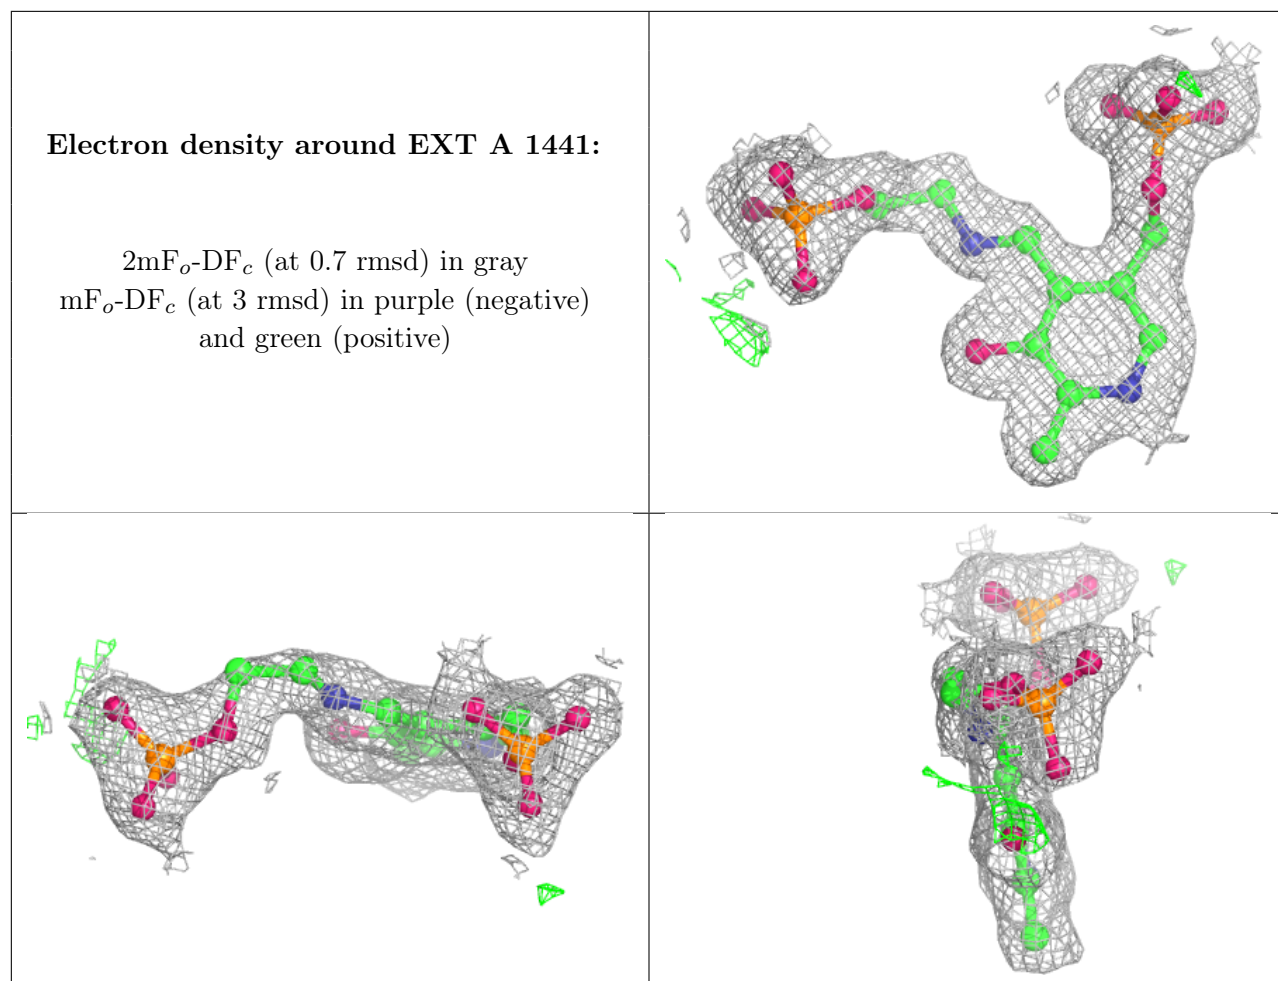 Electron density around EXT A 1441:
2mFo-DFc (at 0.7 rmsd) in gray
mFo-DFc (at 3 rmsd) in purple (negative)
and green (positive)